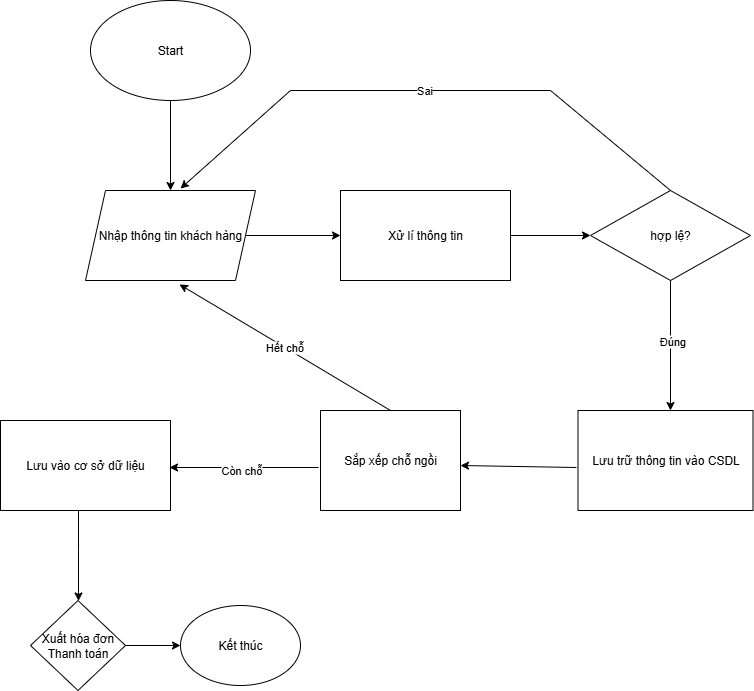 Start
Sai
Nhập thông tin khách hàng
Xử lí thông tin
hợp lệ?
Hết chỗ
Đúng
Lưu vào cơ sở dữ liệu
Còn chỗ
Sắp xếp chỗ ngồi
Lưu trữ thông tin vào CSDL
Xuất hóa đơn
Thanh toán
Kết thúc